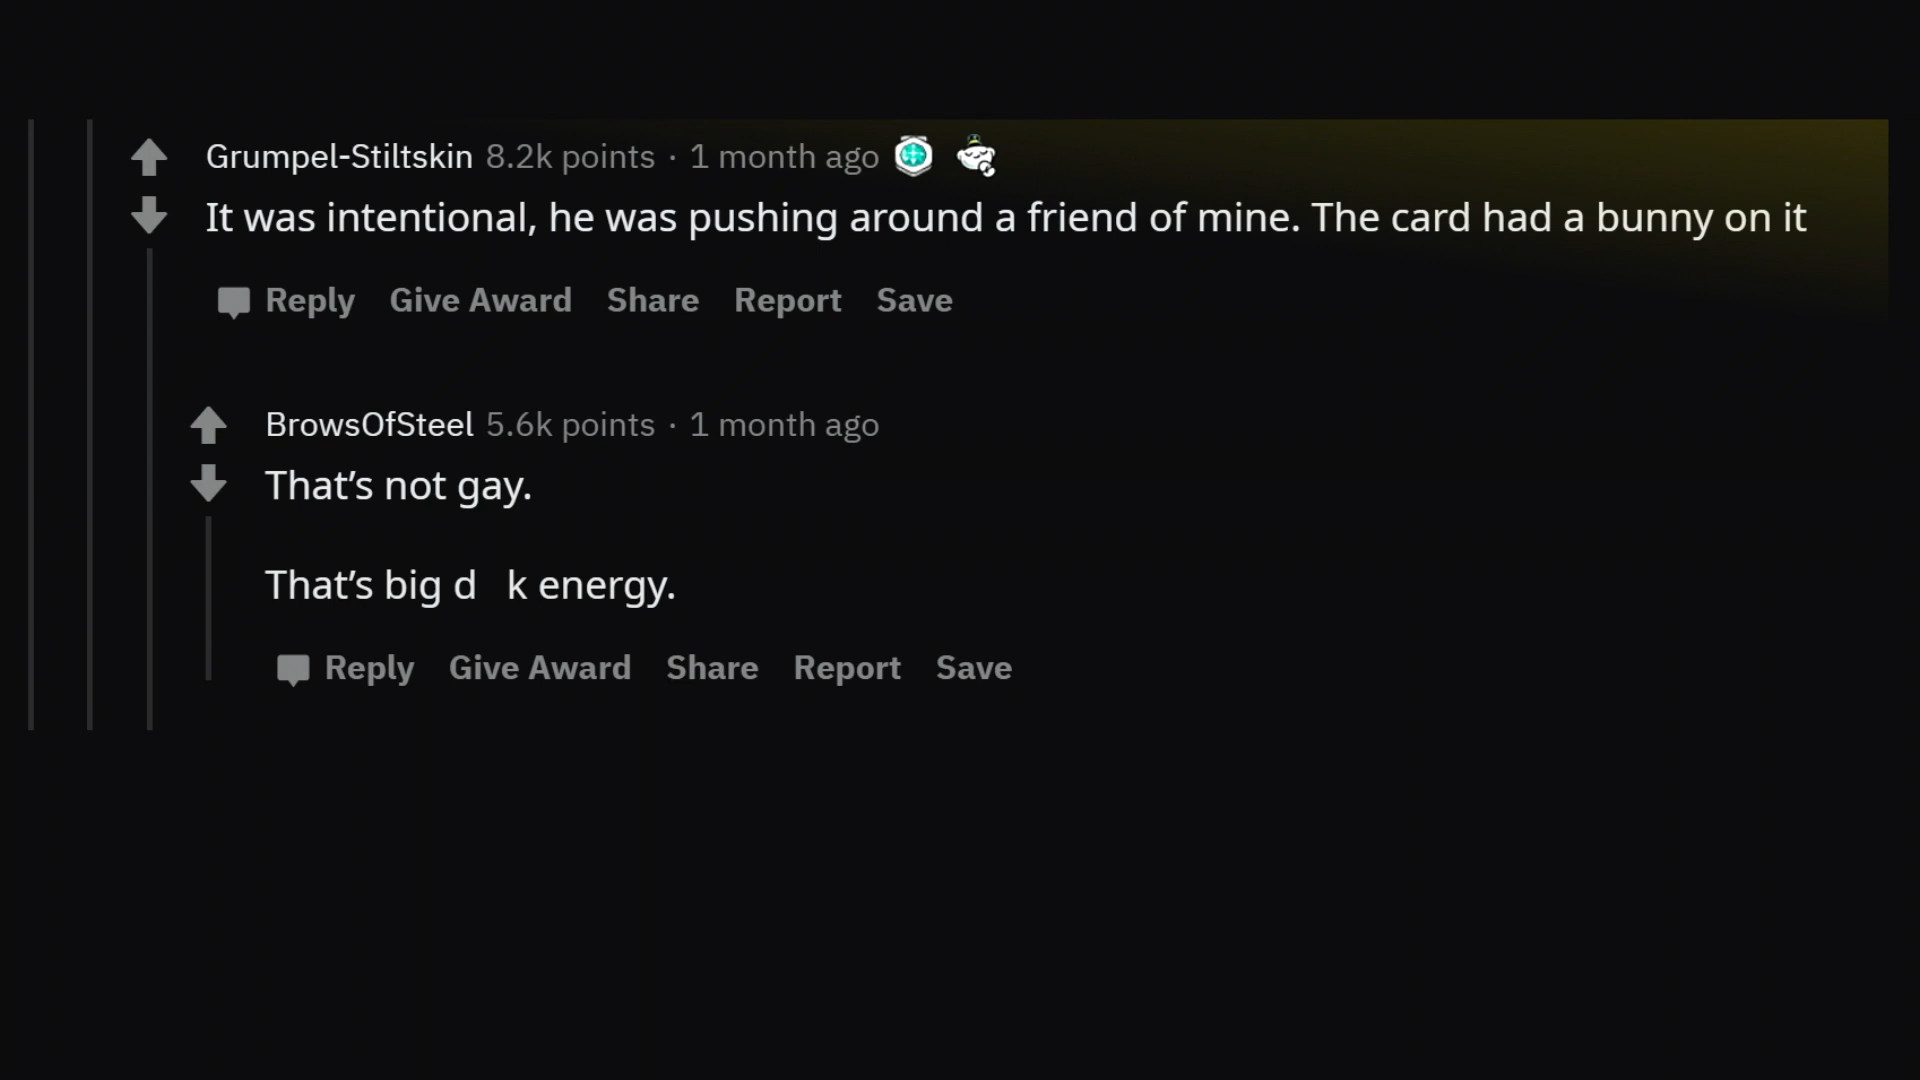 Grumpel-Stiltskin 8.2k points · 1 month ago
It was intentional, he was pushing around a friend of mine. The card had a bunny on it
Reply Give Award Share Report Save
BrowsOfSteel 5.6k points · 1 month ago
That’s not gay.
That’s big d k energy.
Reply Give Award Share Report Save